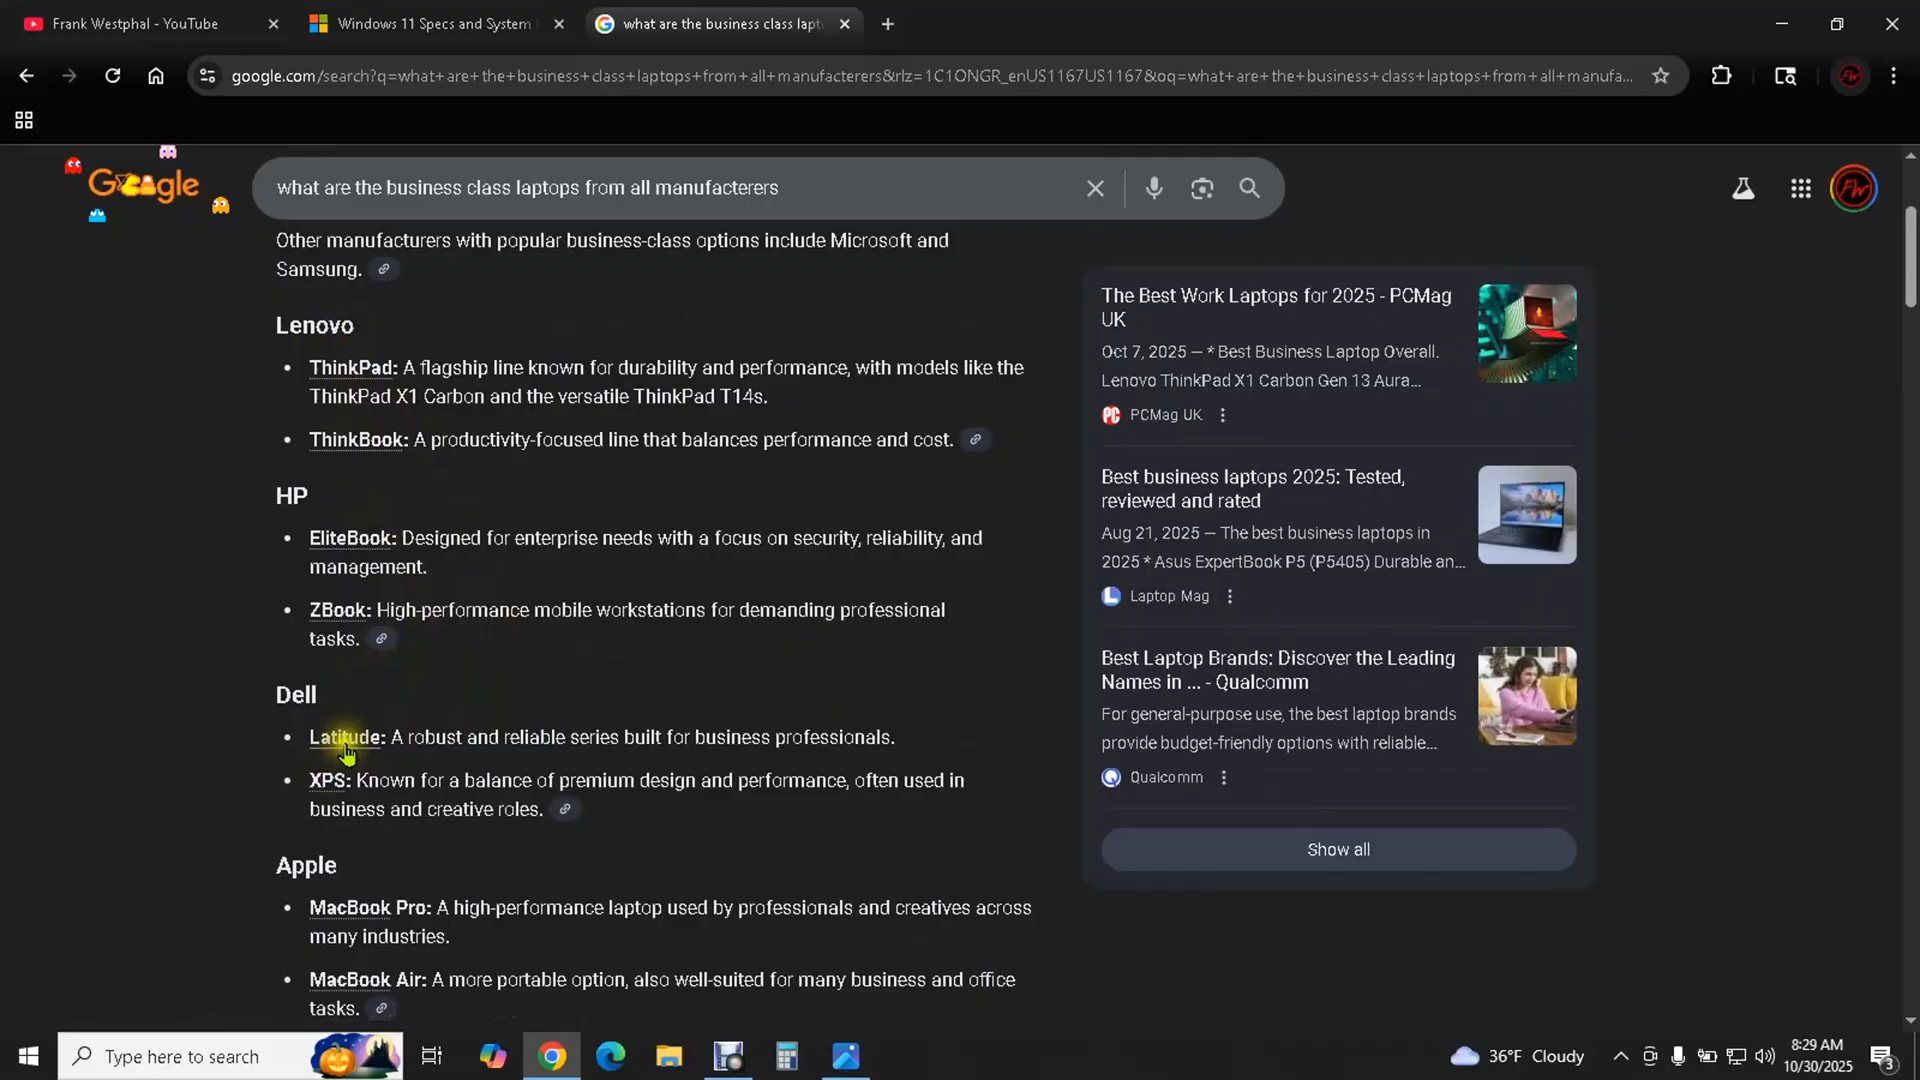 Frank Westphal - YouTube
Windows 11 Specs and System
what are the business class lapt
google.com/search?q=what+are+the+business+class+laptops+from+all+manufacterers&rlz=1C1ONGR_enUS1167US1167&oq=what+are+the+business+class+laptops+from+all+manufa...
Google
what are the business class laptops from all manufacterers
Other manufacturers with popular business-class options include Microsoft and
Samsung.
Lenovo
• ThinkPad: A flagship line known for durability and performance, with models like the
ThinkPad X1 Carbon and the versatile ThinkPad T14s.
• ThinkBook: A productivity-focused line that balances performance and cost.
HP
• EliteBook: Designed for enterprise needs with a focus on security, reliability, and
management.
• ZBook: High-performance mobile workstations for demanding professional
tasks.
Dell
• Latitude: A robust and reliable series built for business professionals.
• XPS: Known for a balance of premium design and performance, often used in
business and creative roles.
Apple
• MacBook Pro: A high-performance laptop used by professionals and creatives across
many industries.
• MacBook Air: A more portable option, also well-suited for many business and office
tasks.
The Best Work Laptops for 2025 - PCMag
UK
Oct 7, 2025 — * Best Business Laptop Overall.
Lenovo ThinkPad X1 Carbon Gen 13 Aura...
PC
PCMag UK
Best business laptops 2025: Tested,
reviewed and rated
Aug 21, 2025 — The best business laptops in
2025 * Asus ExpertBook P5 (P5405) Durable an...
Laptop Mag
Best Laptop Brands: Discover the Leading
Names in ... - Qualcomm
For general-purpose use, the best laptop brands
provide budget-friendly options with reliable...
Qualcomm
Show all
Type here to search
36°F Cloudy
8:29 AM
10/30/2025
3